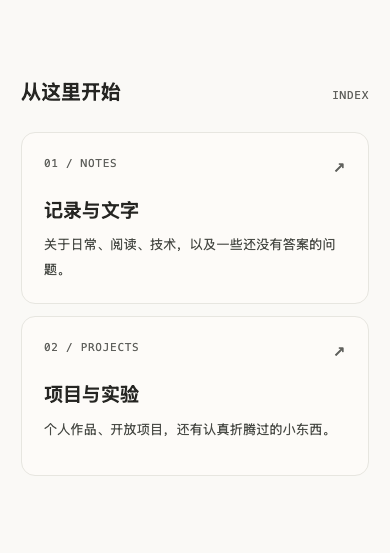 从这里开始
INDEX
01 / NOTES
↗
记录与文字
关于日常、阅读、技术，以及一些还没有答案的问
题。
02 / PROJECTS
↗
项目与实验
个人作品、开放项目，还有认真折腾过的小东西。